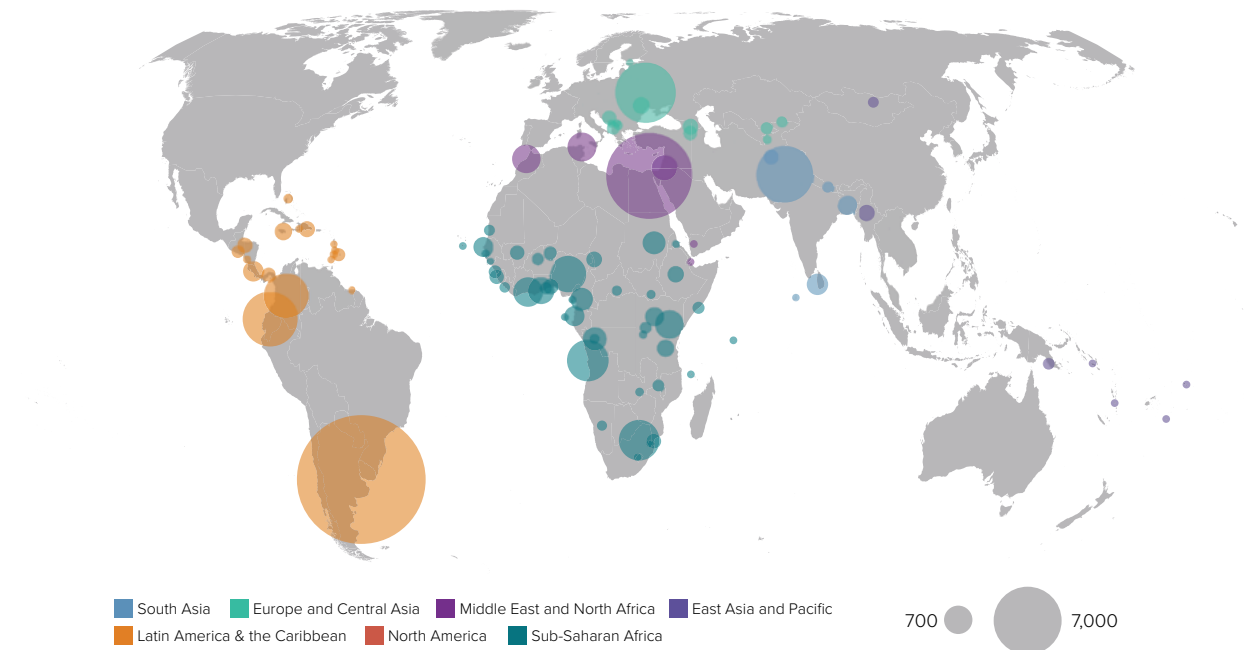 South Asia Europe and Central Asia Middle East and North Africa East Asia and Pacific
Latin America & the Caribbean North America Sub-Saharan Africa
700 7,000